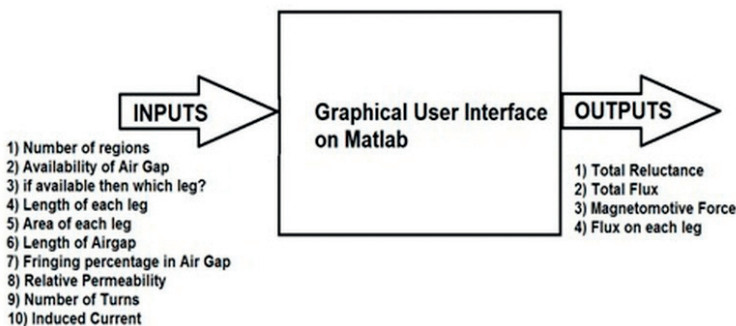 INPUTS
1) Number of regions
2) Availability of Air Gap
3) if available then which leg?
4) Length of each leg
5) Area of each leg
6) Length of Airgap
7) Fringing percentage in Air Gap
8) Relative Permeability
9) Number of Turns
10) Induced Current
Graphical User Interface
on Matlab
OUTPUTS
1) Total Reluctance
2) Total Flux
3) Magnetomotive Force
4) Flux on each leg